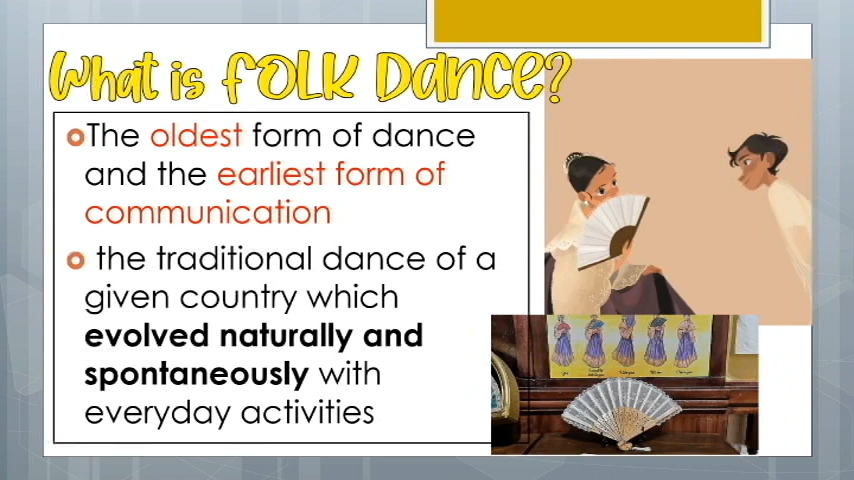 What is FOLK Dance?
The oldest form of dance
and the earliest form of
communication
the traditional dance of a
given country which
evolved naturally and
spontaneously with
everyday activities